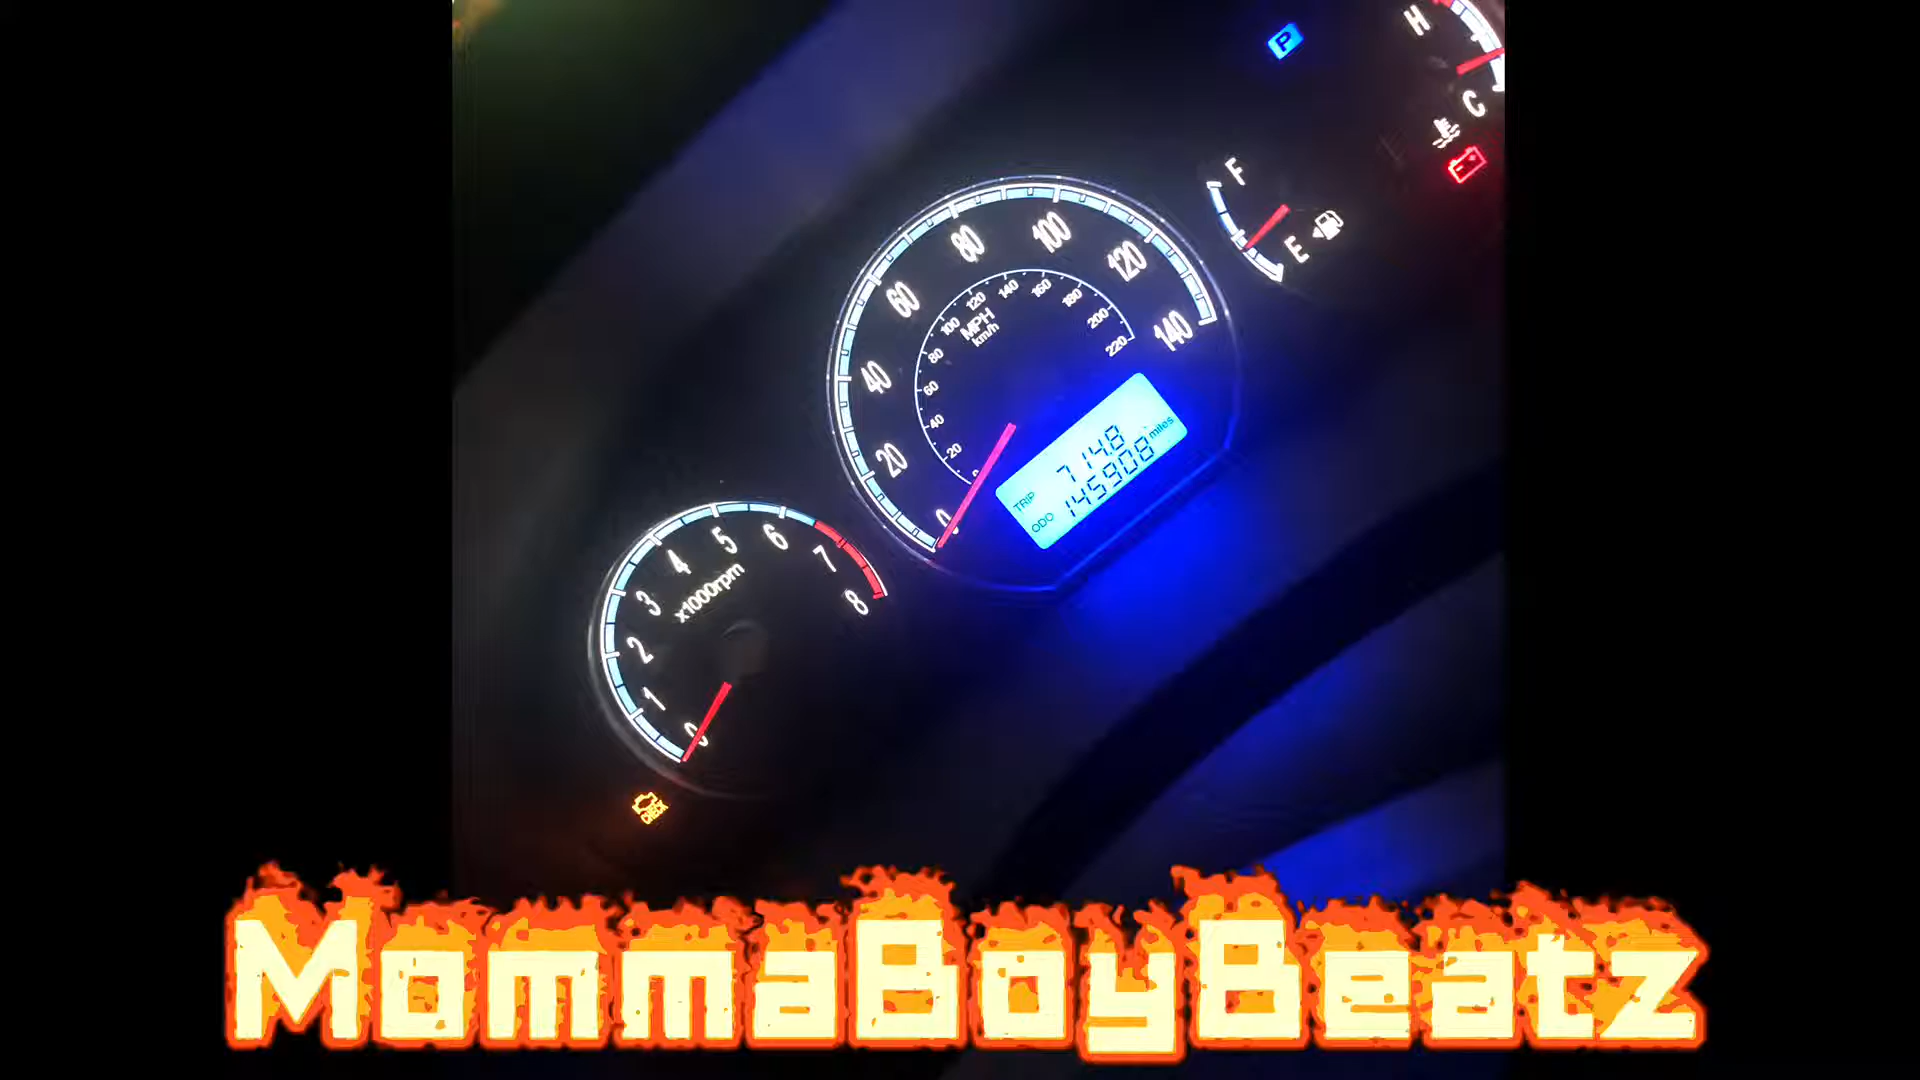 P
H
C
F
E
0 20 40 60 80 100 120 140
0 20 40 60 80 100 120 140 160 180 200 220
MPH
km/h
TRIP 714.8
ODO 145908 miles
0 1 2 3 4 5 6 7 8
x1000rpm
CHECK
MommaBoyBeatz